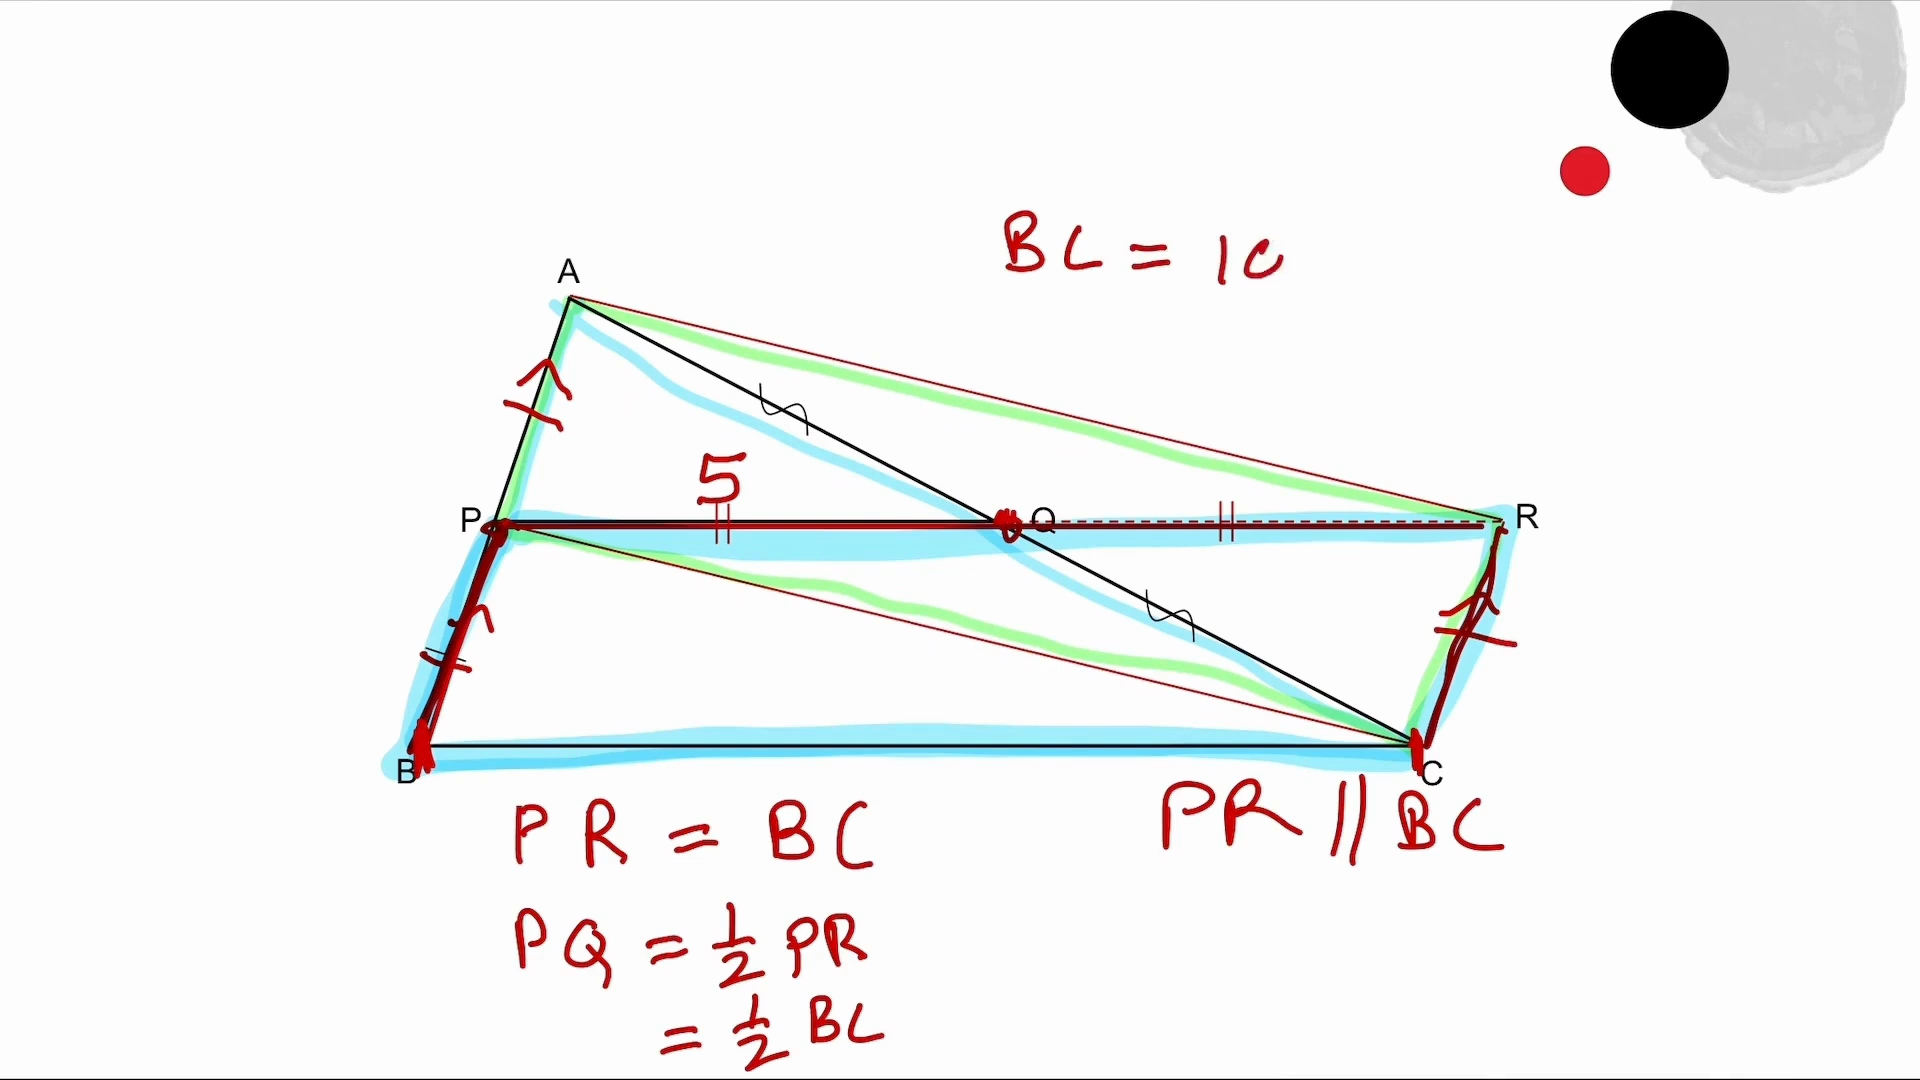 BC = 10
A
5
P
Q
R
B
C
PR = BC
PR || BC
PQ = 1/2 PR
= 1/2 BC